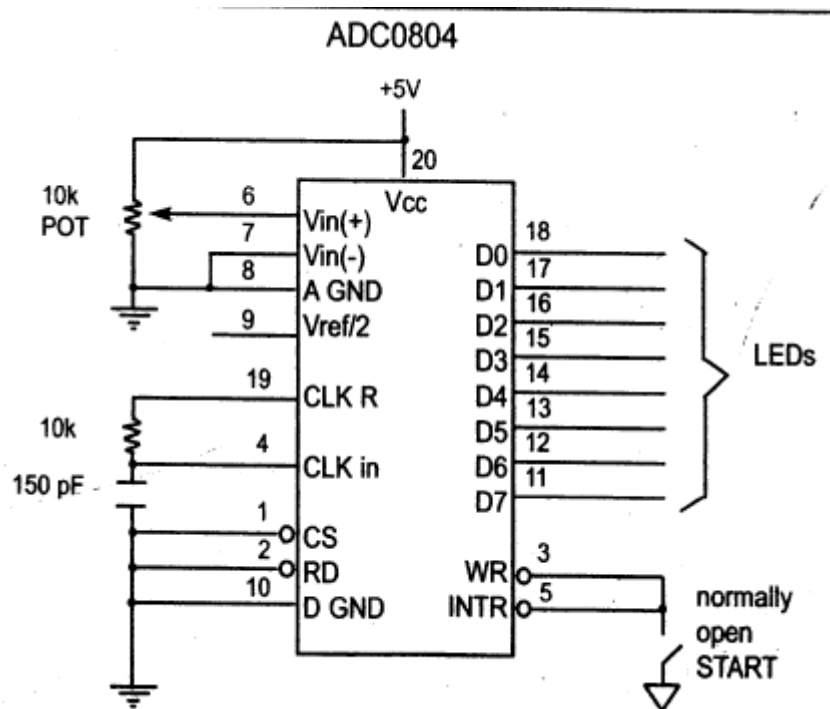 ADC0804
+5V
20
10k
POT
6
Vcc
Vin(+)
7
Vin(-)
8
A GND
9
Vref/2
19
CLK R
10k
4
CLK in
150 pF
1
CS
2
RD
10
D GND
18
D0
17
D1
16
D2
15
D3
14
D4
13
D5
12
D6
11
D7
LEDs
3
WR
5
INTR
normally
open
START